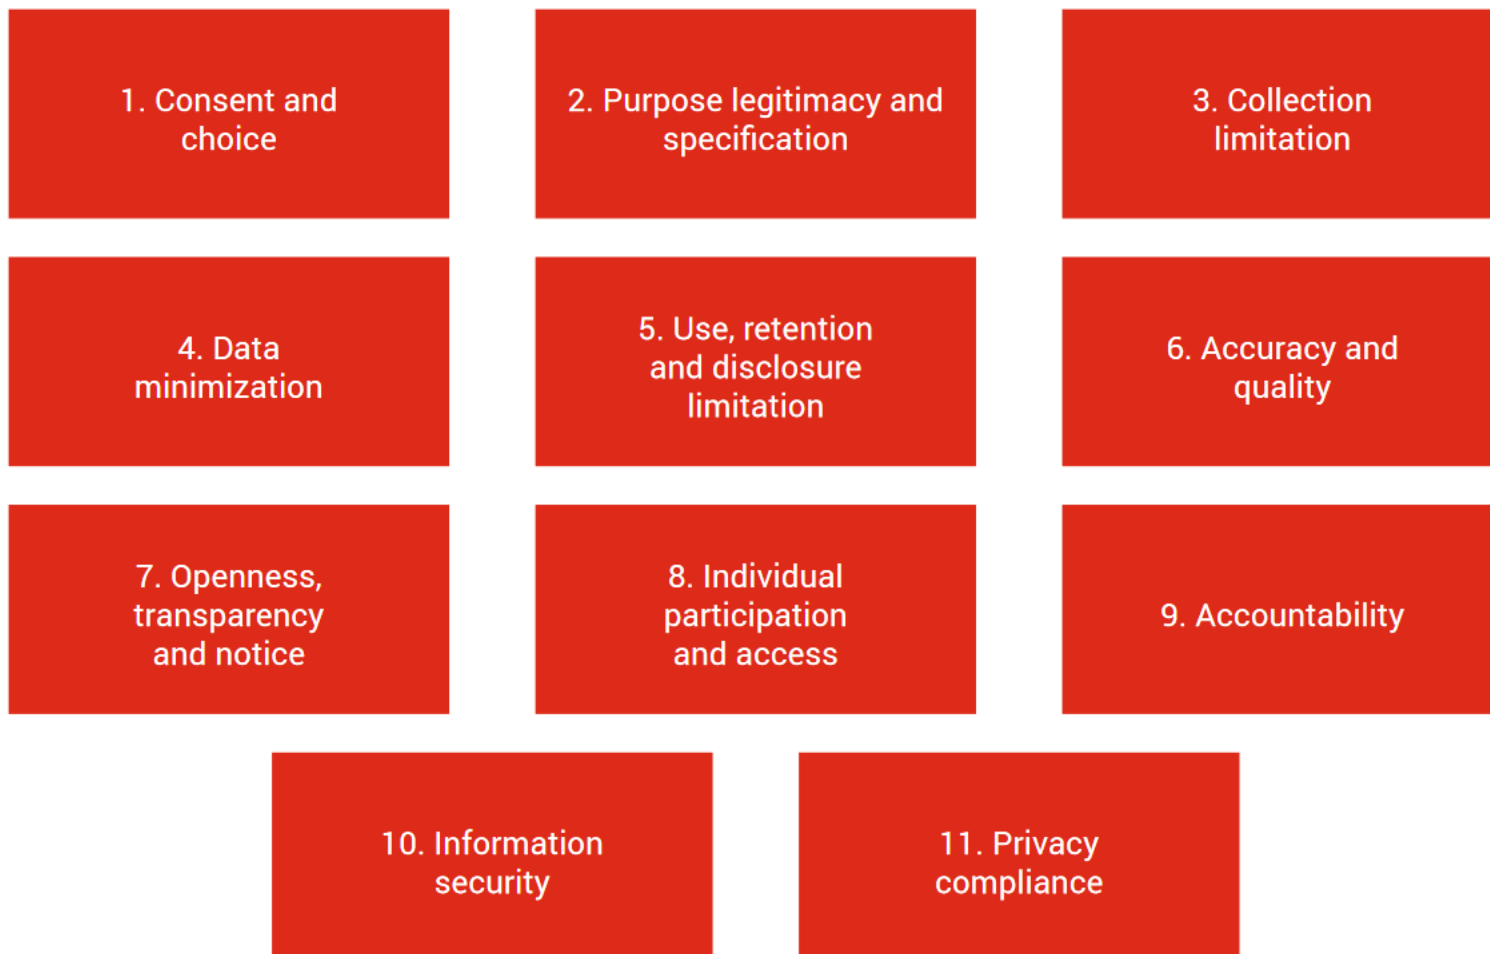 1. Consent and
choice
2. Purpose legitimacy and
specification
3. Collection
limitation
4. Data
minimization
5. Use, retention
and disclosure
limitation
6. Accuracy and
quality
7. Openness,
transparency
and notice
8. Individual
participation
and access
9. Accountability
10. Information
security
11. Privacy
compliance